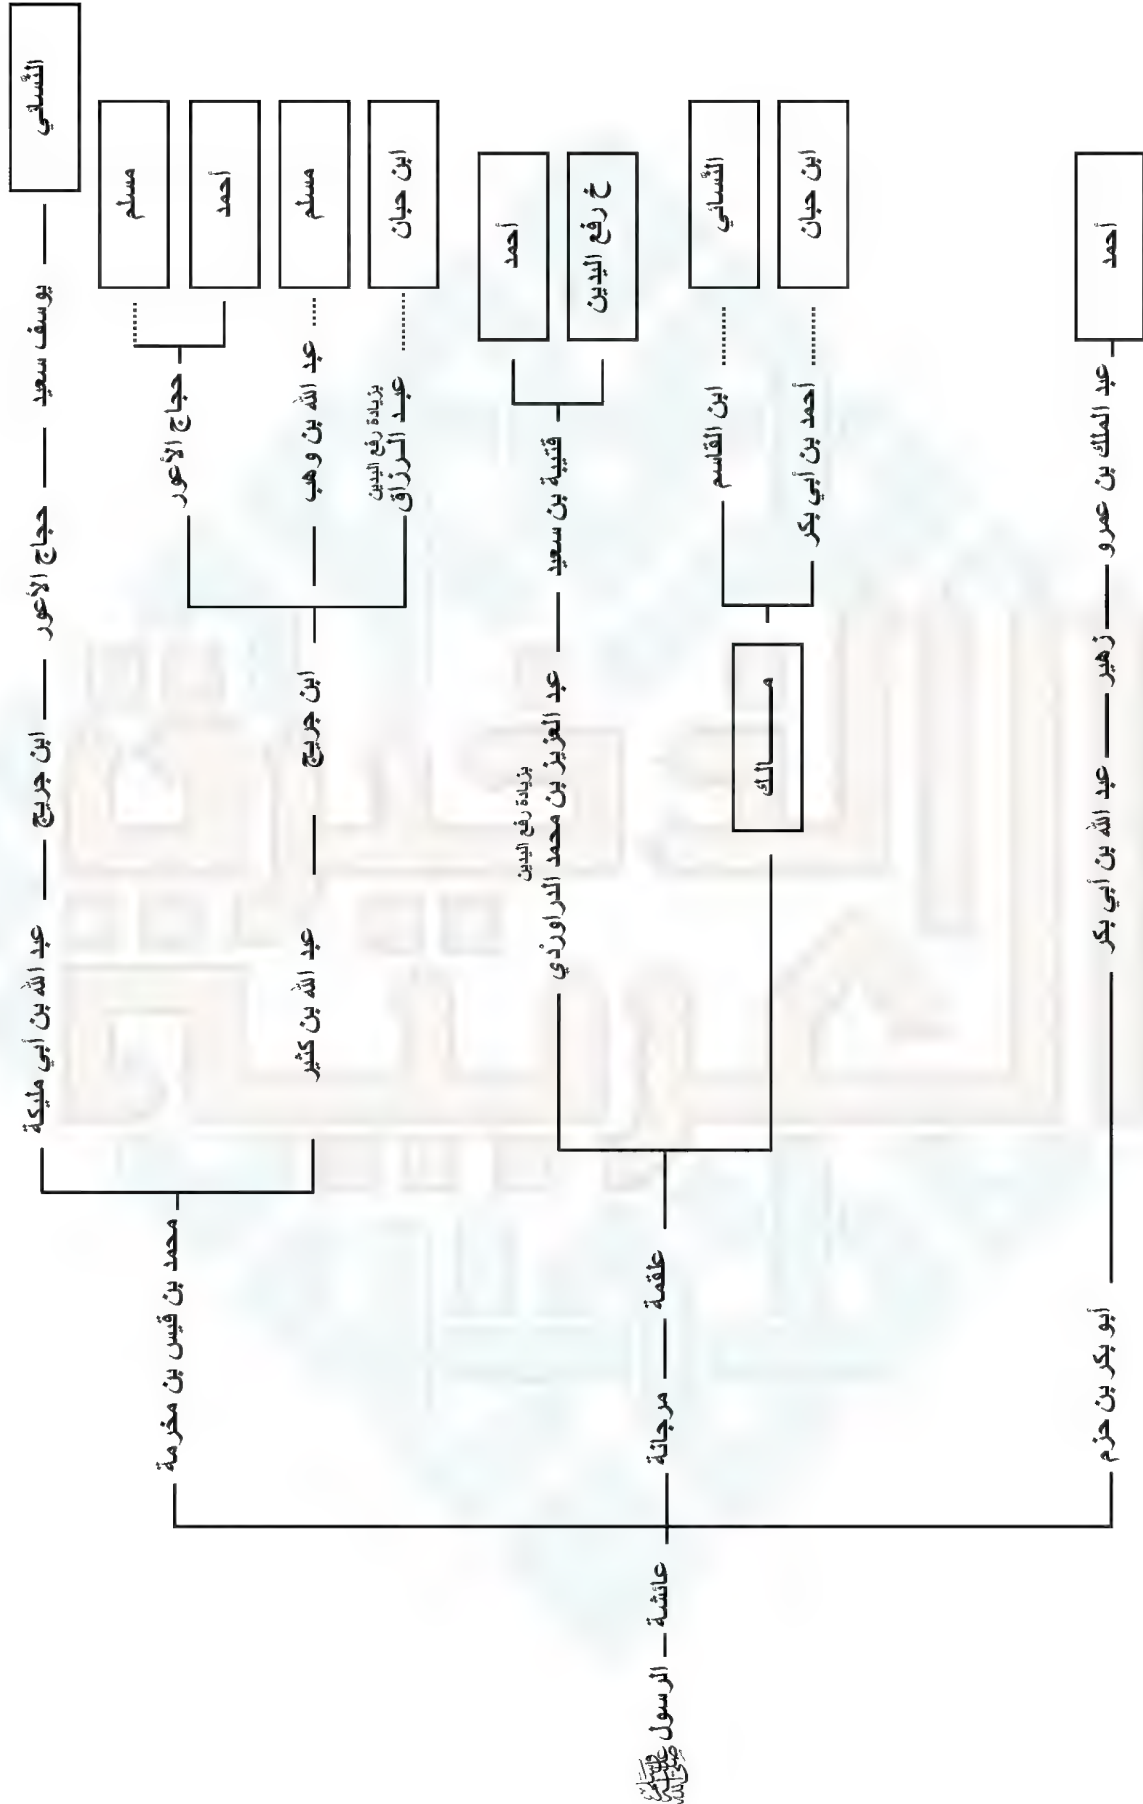 الرسول ﷺ — عائشة
محمد بن قيس بن مخرمة
عبد الله بن أبي مليكة — ابن جريج — حجاج الأعور — يوسف سعيد — النسائي
عبد الله بن كثير — ابن جريج
حجاج الأعور
مسلم
أحمد
عبد الله بن وهب
مسلم
بزيادة رفع اليدين
عبد الرزاق
ابن حبان
مرجانة — علقمة
بزيادة رفع اليدين
عبد العزيز بن محمد الدراوردي — قتيبة بن سعيد
أحمد
خ رفع اليدين
مـــالك
ابن القاسم
النسائي
أحمد بن أبي بكر
ابن حبان
أبو بكر بن حزم — عبد الله بن أبي بكر — زهير — عبد الملك بن عمرو — أحمد